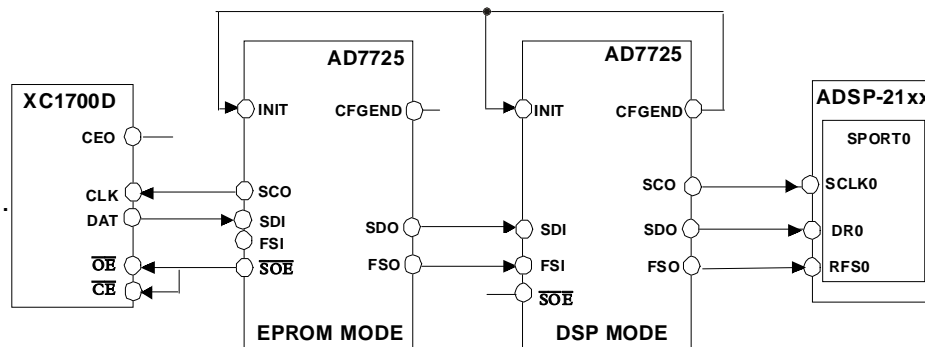 AD7725
AD7725
XC1700D
ADSP-21xx
INIT
CFGEND
INIT
CFGEND
SPORT0
CEO
CLK
SCO
SCO
SCLK0
DAT
SDI
SDO
SDI
SDO
DR0
FSI
OE
SOE
FSO
FSI
FSO
RFS0
CE
SOE
EPROM MODE
DSP MODE